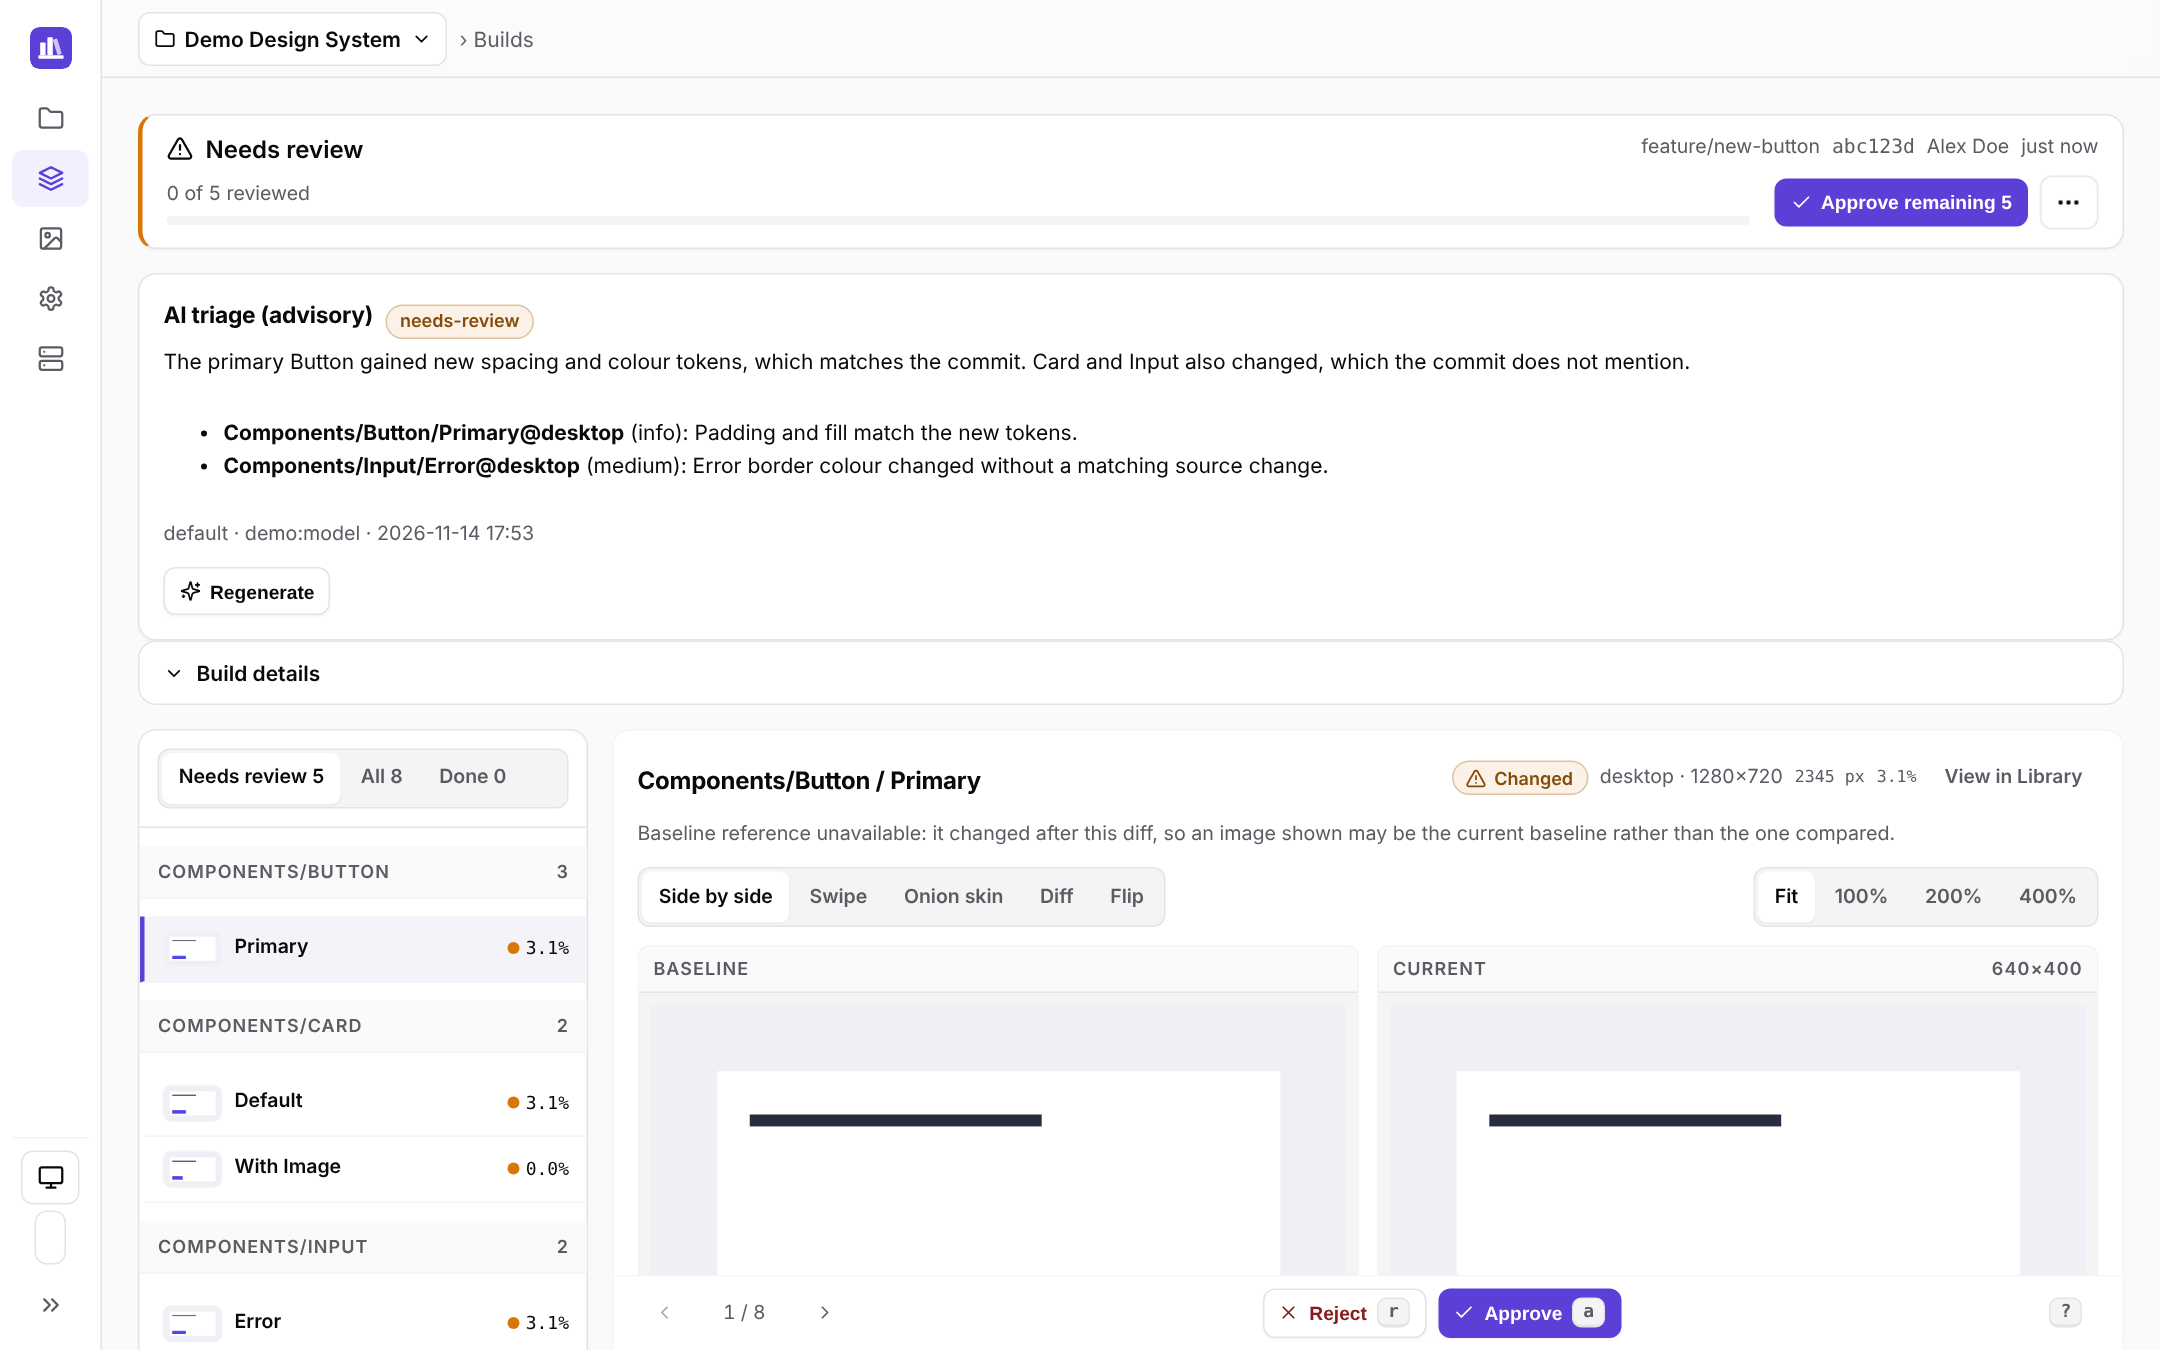 Demo Design System › Builds
Needs review
feature/new-button abc123d Alex Doe just now
0 of 5 reviewed
Approve remaining 5
AI triage (advisory) needs-review
The primary Button gained new spacing and colour tokens, which matches the commit. Card and Input also changed, which the commit does not mention.
• Components/Button/Primary@desktop (info): Padding and fill match the new tokens.
• Components/Input/Error@desktop (medium): Error border colour changed without a matching source change.
default · demo:model · 2026-11-14 17:53
Regenerate
Build details
Needs review 5 All 8 Done 0
COMPONENTS/BUTTON 3
Primary 3.1%
COMPONENTS/CARD 2
Default 3.1%
With Image 0.0%
COMPONENTS/INPUT 2
Error 3.1%
Components/Button / Primary
Changed desktop · 1280×720 2345 px 3.1% View in Library
Baseline reference unavailable: it changed after this diff, so an image shown may be the current baseline rather than the one compared.
Side by side Swipe Onion skin Diff Flip
Fit 100% 200% 400%
BASELINE
CURRENT 640×400
1 / 8
Reject r
Approve a
?